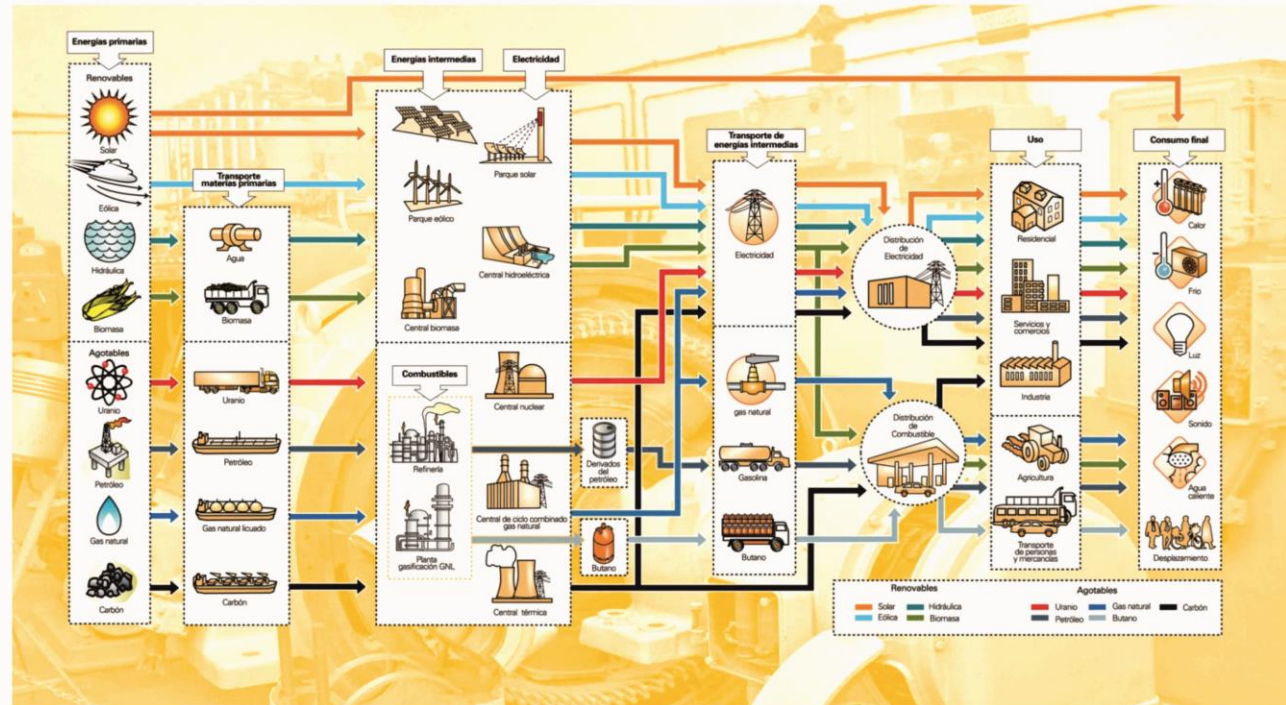 Energías primarias
Renovables
Solar
Eólica
Hidráulica
Biomasa
Agotables
Uranio
Petróleo
Gas natural
Carbón
Transporte
materias primarias
Agua
Biomasa
Uranio
Petróleo
Gas natural licuado
Carbón
Energías intermedias
Electricidad
Parque solar
Parque eólico
Central hidroeléctrica
Central biomasa
Combustibles
Central nuclear
Refinería
Central de ciclo combinado
gas natural
Planta
gasificación GNL
Central térmica
Derivados
del
petróleo
Butano
Transporte de
energías intermedias
Electricidad
gas natural
Gasolina
Butano
Distribución
de
Electricidad
Distribución
de
Combustible
Uso
Residencial
Servicios y
comercios
Industria
Agricultura
Transporte
de personas
y mercancías
Consumo final
+
Calor
-
Frio
Luz
Sonido
Agua
caliente
Desplazamiento
Renovables
Solar
Eólica
Hidráulica
Biomasa
Agotables
Uranio
Petróleo
Gas natural
Butano
Carbón